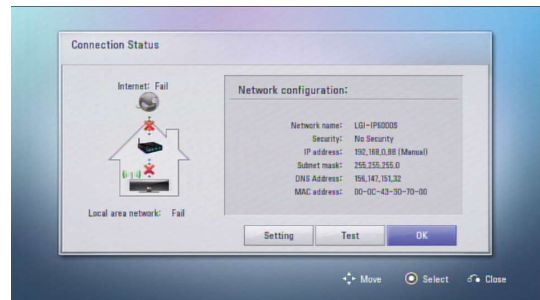 Connection Status
Internet: Fail
Local area network: Fail
Network configuration:
Network name: LGI-IP6000S
Security: No Security
IP address: 192.168.0.88 (Manual)
Subnet mask: 255.255.255.0
DNS Address: 156.147.151.32
MAC address: 00-0C-43-30-70-00
Setting
Test
OK
Move
Select
Close